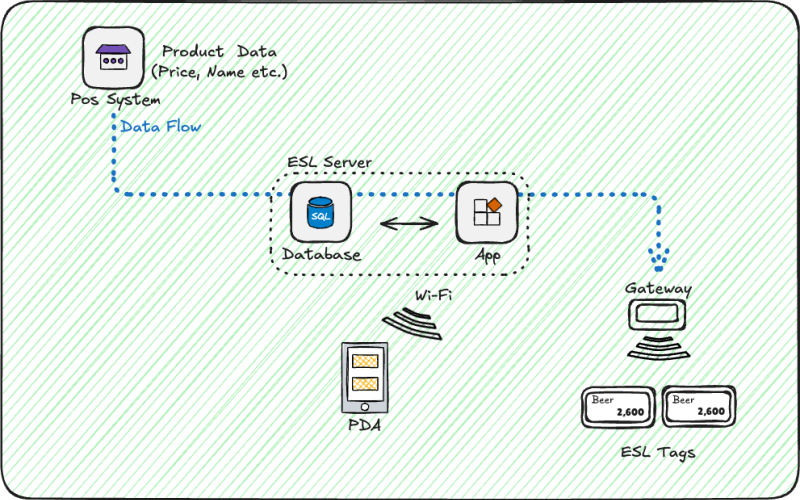 Product Data
(Price, Name etc.)
Pos System
Data Flow
ESL Server
SQL
Database
App
Wi-Fi
Gateway
PDA
Beer
2,600
Beer
2,600
ESL Tags